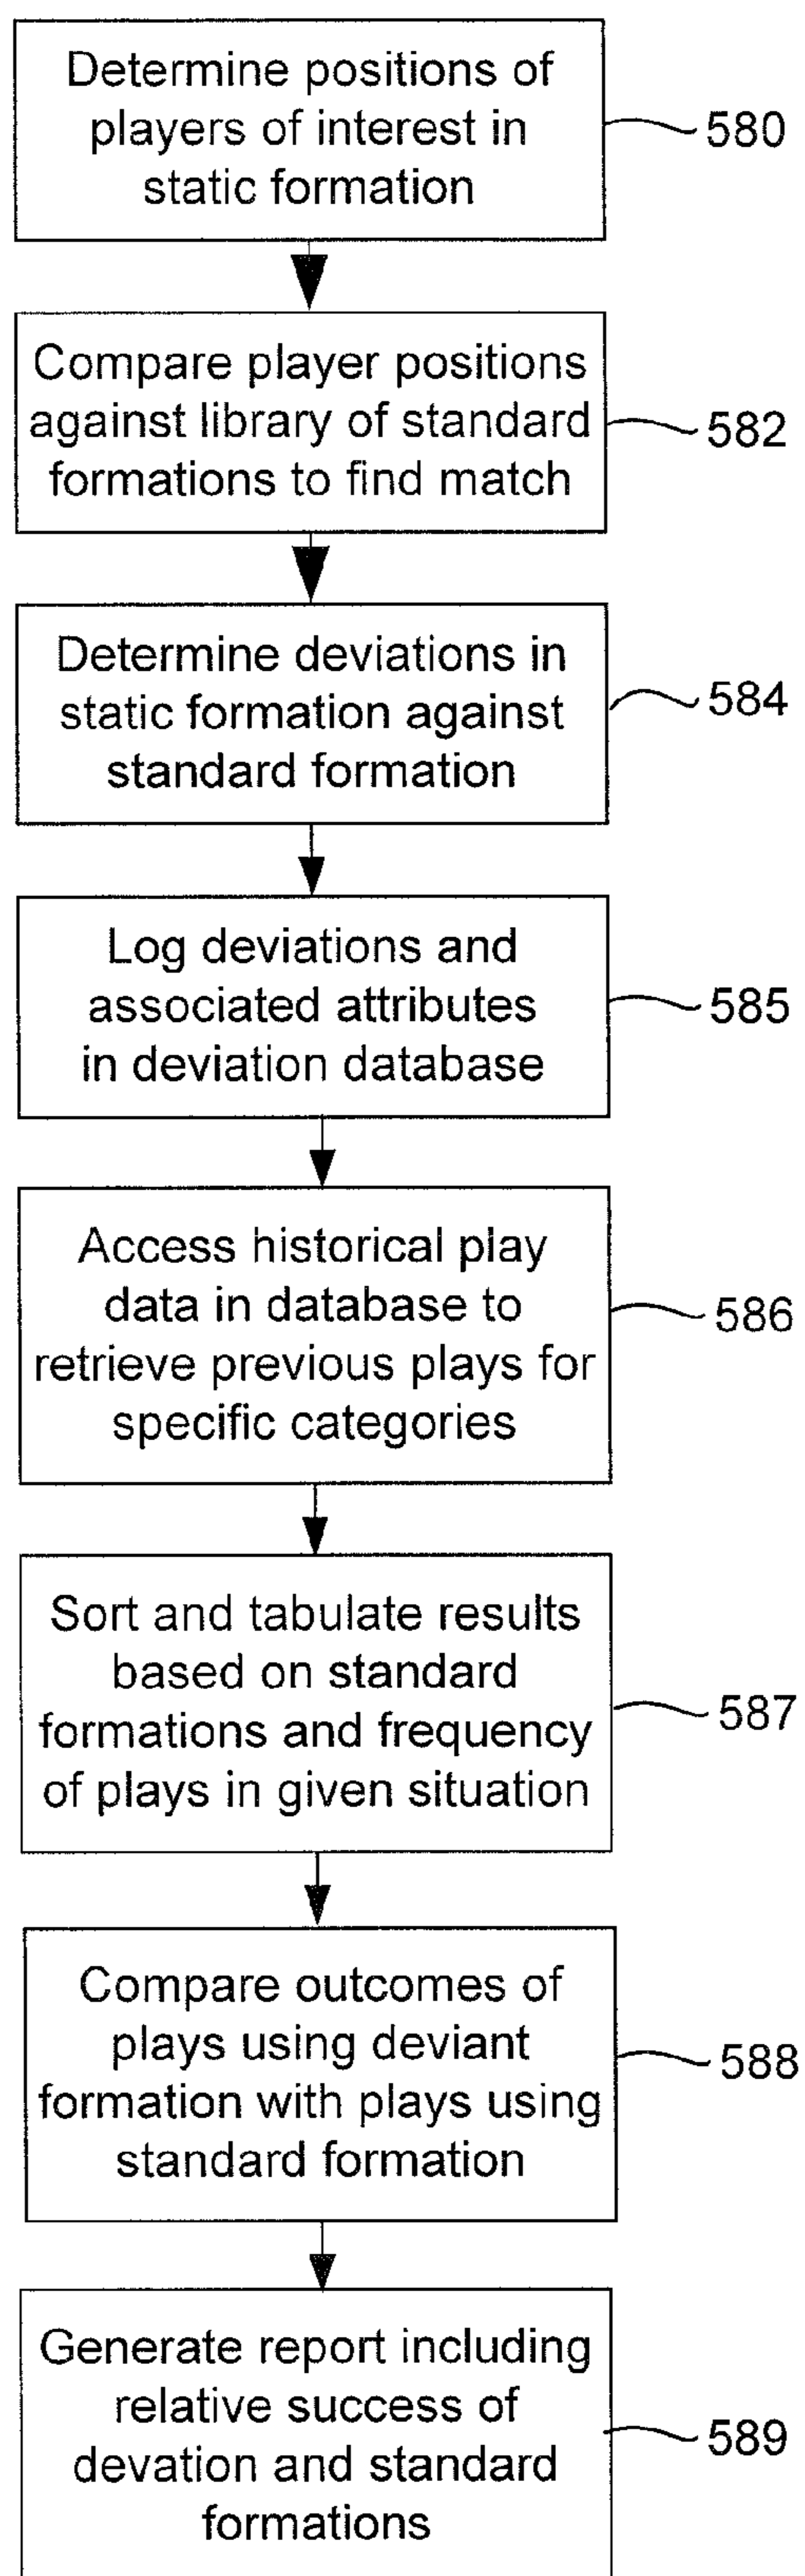 Determine positions of
players of interest in
static formation
580
Compare player positions
against library of standard
formations to find match
582
Determine deviations in
static formation against
standard formation
584
Log deviations and
associated attributes
in deviation database
585
Access historical play
data in database to
retrieve previous plays for
specific categories
586
Sort and tabulate results
based on standard
formations and frequency
of plays in given situation
587
Compare outcomes of
plays using deviant
formation with plays using
standard formation
588
Generate report including
relative success of
devation and standard
formations
589